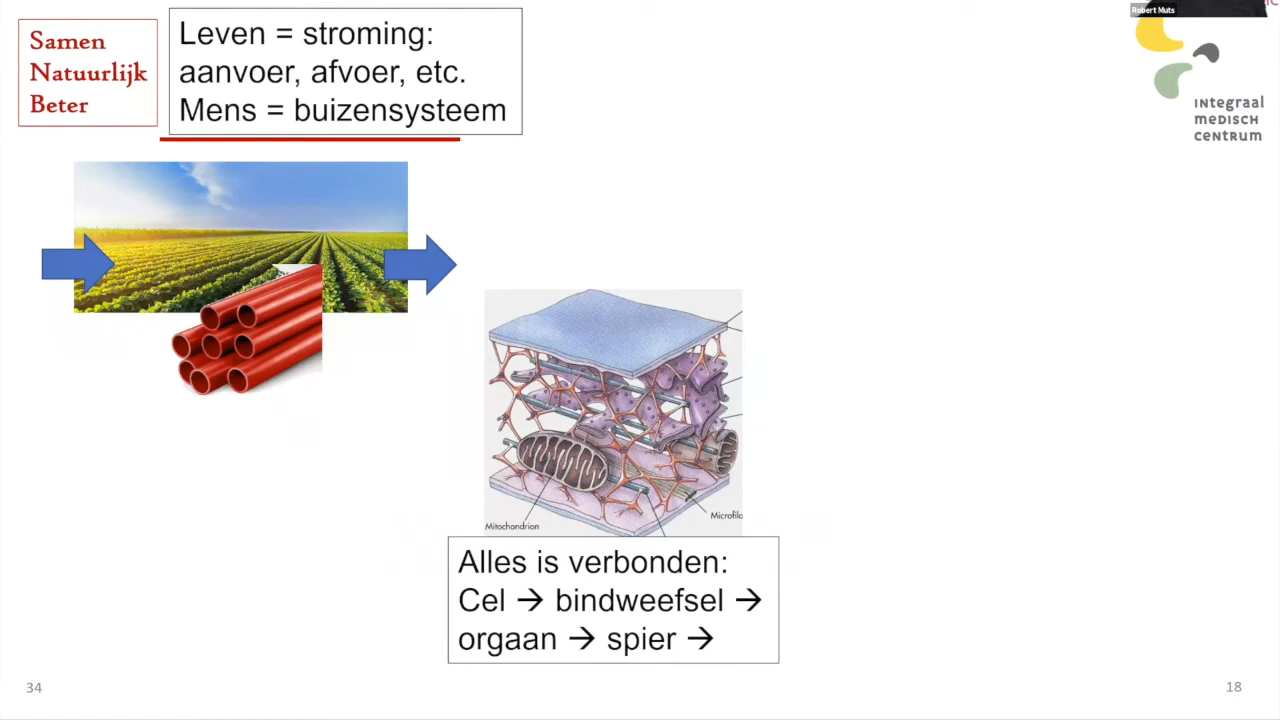 Robert Muts
Samen
Natuurlijk
Beter
Leven = stroming:
aanvoer, afvoer, etc.
Mens = buizensysteem
INTEGRAAL
MEDISCH
CENTRUM
Mitochondrion
Microfila
Alles is verbonden:
Cel → bindweefsel →
orgaan → spier →
34
18